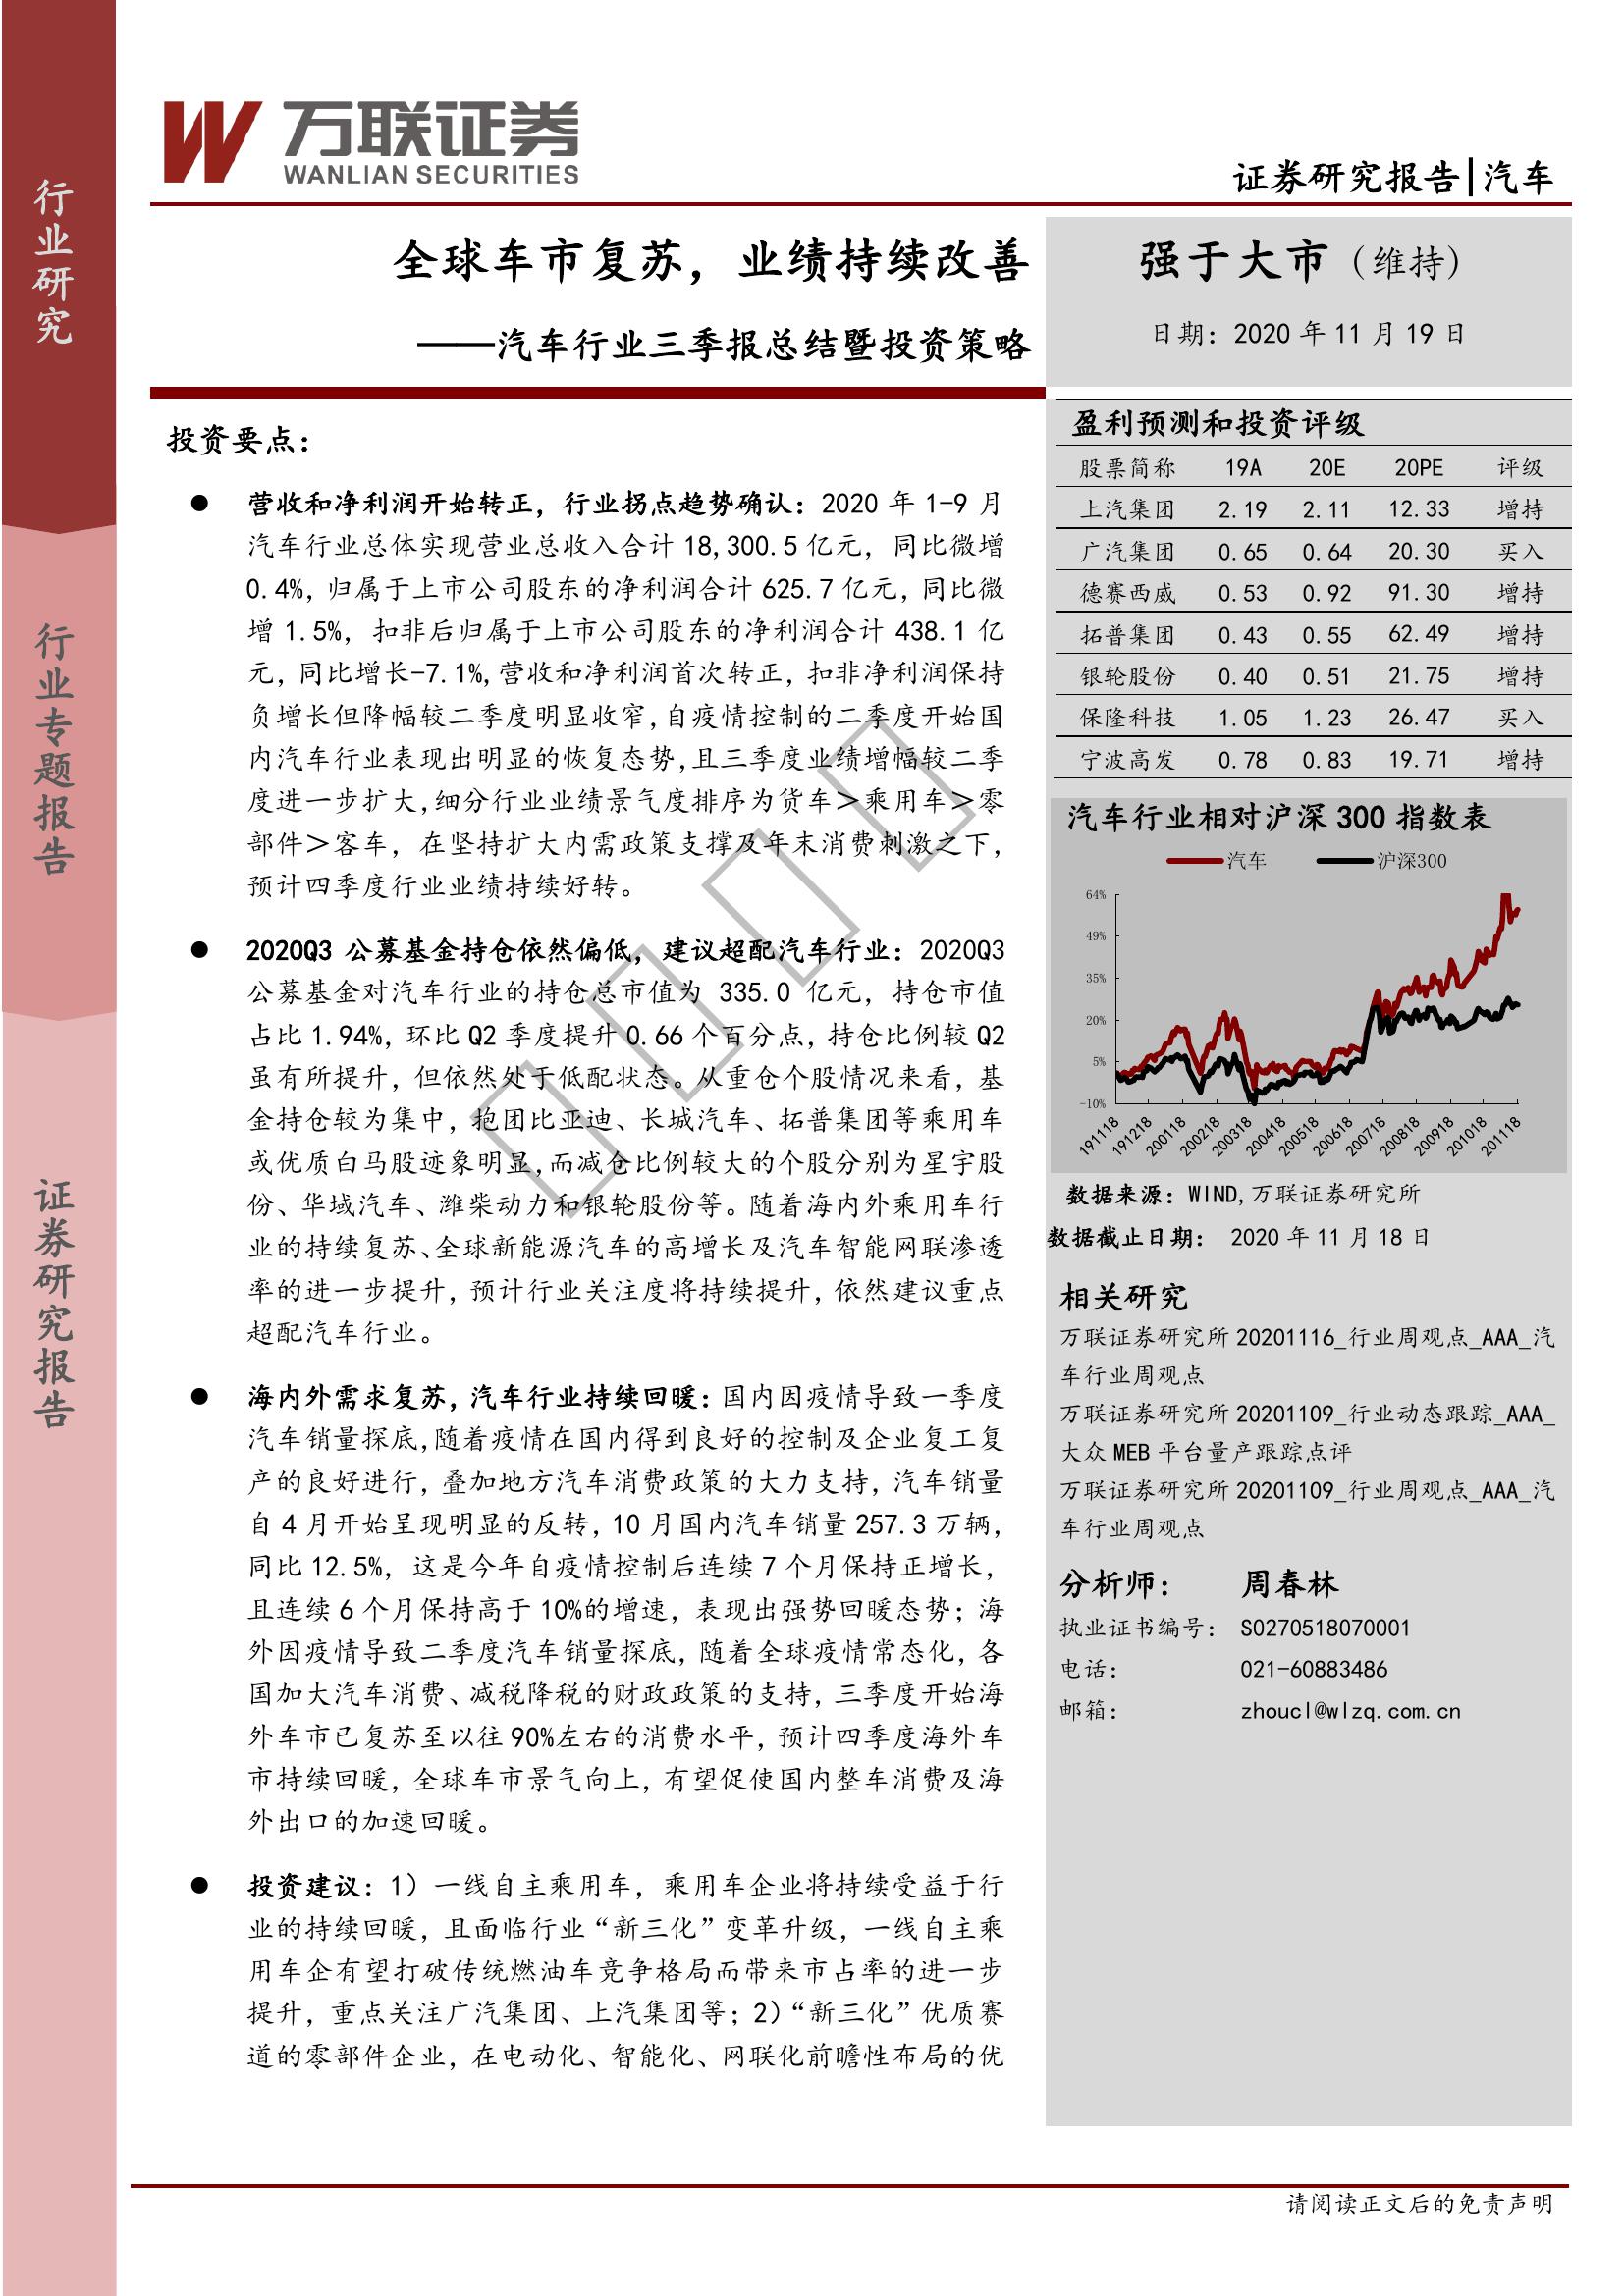 行业研究
行业专题报告
证券研究报告
万联证券
WANLIAN SECURITIES
证券研究报告|汽车
全球车市复苏，业绩持续改善
——汽车行业三季报总结暨投资策略
强于大市（维持）
日期：2020 年 11 月 19 日
投资要点：
● 营收和净利润开始转正，行业拐点趋势确认：2020 年 1-9 月
汽车行业总体实现营业总收入合计 18,300.5 亿元，同比微增
0.4%，归属于上市公司股东的净利润合计 625.7 亿元，同比微
增 1.5%，扣非后归属于上市公司股东的净利润合计 438.1 亿
元，同比增长-7.1%,营收和净利润首次转正，扣非净利润保持
负增长但降幅较二季度明显收窄,自疫情控制的二季度开始国
内汽车行业表现出明显的恢复态势,且三季度业绩增幅较二季
度进一步扩大,细分行业业绩景气度排序为货车＞乘用车＞零
部件＞客车，在坚持扩大内需政策支撑及年末消费刺激之下，
预计四季度行业业绩持续好转。
● 2020Q3 公募基金持仓依然偏低，建议超配汽车行业：2020Q3
公募基金对汽车行业的持仓总市值为 335.0 亿元，持仓市值
占比 1.94%，环比 Q2 季度提升 0.66 个百分点，持仓比例较 Q2
虽有所提升，但依然处于低配状态。从重仓个股情况来看，基
金持仓较为集中，抱团比亚迪、长城汽车、拓普集团等乘用车
或优质白马股迹象明显,而减仓比例较大的个股分别为星宇股
份、华域汽车、潍柴动力和银轮股份等。随着海内外乘用车行
业的持续复苏、全球新能源汽车的高增长及汽车智能网联渗透
率的进一步提升，预计行业关注度将持续提升，依然建议重点
超配汽车行业。
● 海内外需求复苏，汽车行业持续回暖：国内因疫情导致一季度
汽车销量探底,随着疫情在国内得到良好的控制及企业复工复
产的良好进行，叠加地方汽车消费政策的大力支持，汽车销量
自 4 月开始呈现明显的反转，10 月国内汽车销量 257.3 万辆，
同比 12.5%，这是今年自疫情控制后连续 7 个月保持正增长，
且连续 6 个月保持高于 10%的增速，表现出强势回暖态势；海
外因疫情导致二季度汽车销量探底，随着全球疫情常态化，各
国加大汽车消费、减税降税的财政政策的支持，三季度开始海
外车市已复苏至以往 90%左右的消费水平，预计四季度海外车
市持续回暖，全球车市景气向上，有望促使国内整车消费及海
外出口的加速回暖。
● 投资建议：1）一线自主乘用车，乘用车企业将持续受益于行
业的持续回暖，且面临行业“新三化”变革升级，一线自主乘
用车企有望打破传统燃油车竞争格局而带来市占率的进一步
提升，重点关注广汽集团、上汽集团等；2）“新三化”优质赛
道的零部件企业，在电动化、智能化、网联化前瞻性布局的优
盈利预测和投资评级
股票简称 19A 20E 20PE 评级
上汽集团 2.19 2.11 12.33 增持
广汽集团 0.65 0.64 20.30 买入
德赛西威 0.53 0.92 91.30 增持
拓普集团 0.43 0.55 62.49 增持
银轮股份 0.40 0.51 21.75 增持
保隆科技 1.05 1.23 26.47 买入
宁波高发 0.78 0.83 19.71 增持
汽车行业相对沪深 300 指数表
汽车 沪深300
64%
49%
35%
20%
5%
-10%
191118 191218 200118 200218 200318 200418 200518 200618 200718 200818 200918 201018 201118
数据来源：WIND,万联证券研究所
数据截止日期： 2020 年 11 月 18 日
相关研究
万联证券研究所 20201116_行业周观点_AAA_汽
车行业周观点
万联证券研究所 20201109_行业动态跟踪_AAA_
大众 MEB 平台量产跟踪点评
万联证券研究所 20201109_行业周观点_AAA_汽
车行业周观点
分析师： 周春林
执业证书编号： S0270518070001
电话： 021-60883486
邮箱： zhoucl@wlzq.com.cn
请阅读正文后的免责声明